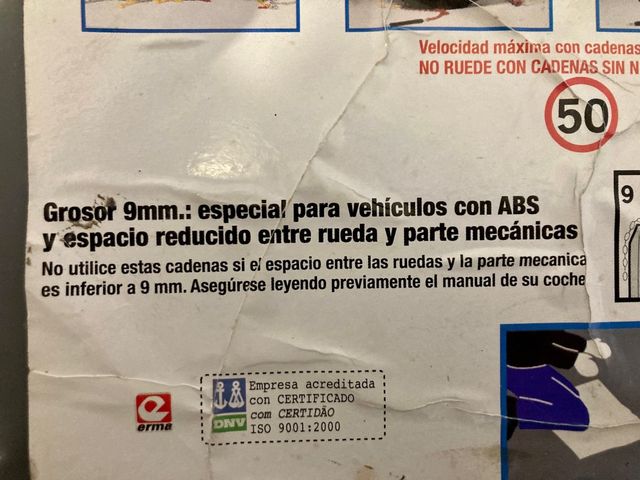 Velocidad máxima con cadenas
NO RUEDE CON CADENAS SIN N
50
9
Grosor 9mm.: especial para vehículos con ABS
y espacio reducido entre rueda y parte mecánicas
No utilice estas cadenas si el espacio entre las ruedas y la parte mecanica
es inferior a 9 mm. Asegúrese leyendo previamente el manual de su coche
e
erma
DNV
Empresa acreditada
con CERTIFICADO
com CERTIDÃO
ISO 9001:2000